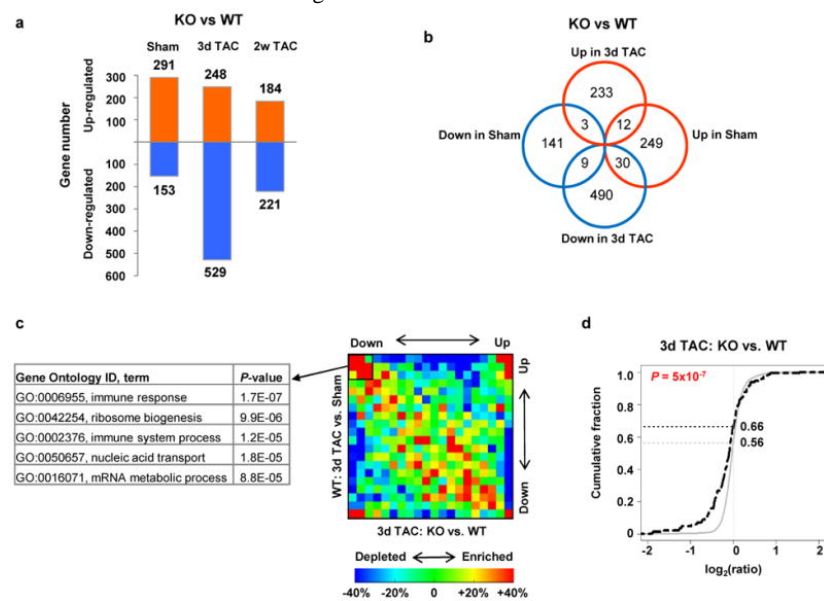 a
KO vs WT
Sham 3d TAC 2w TAC
291 248 184
300
200
100
100
200
300
400
500
600
Up-regulated
Down-regulated
Gene number
153
221
529
b
KO vs WT
Up in 3d TAC
233
Down in Sham
141
3
12
249
Up in Sham
9
30
490
Down in 3d TAC
c
Gene Ontology ID, term P-value
GO:0006955, immune response 1.7E-07
GO:0042254, ribosome biogenesis 9.9E-06
GO:0002376, immune system process 1.2E-05
GO:0050657, nucleic acid transport 1.8E-05
GO:0016071, mRNA metabolic process 8.8E-05
Down Up
WT: 3d TAC vs. Sham
Up
Down
3d TAC: KO vs. WT
Depleted Enriched
-40% -20% 0 +20% +40%
d
3d TAC: KO vs. WT
P = 5x10-7
1.0
0.8
0.6
0.4
0.2
0
Cumulative fraction
0.66
0.56
-2 -1 0 1 2
log2(ratio)